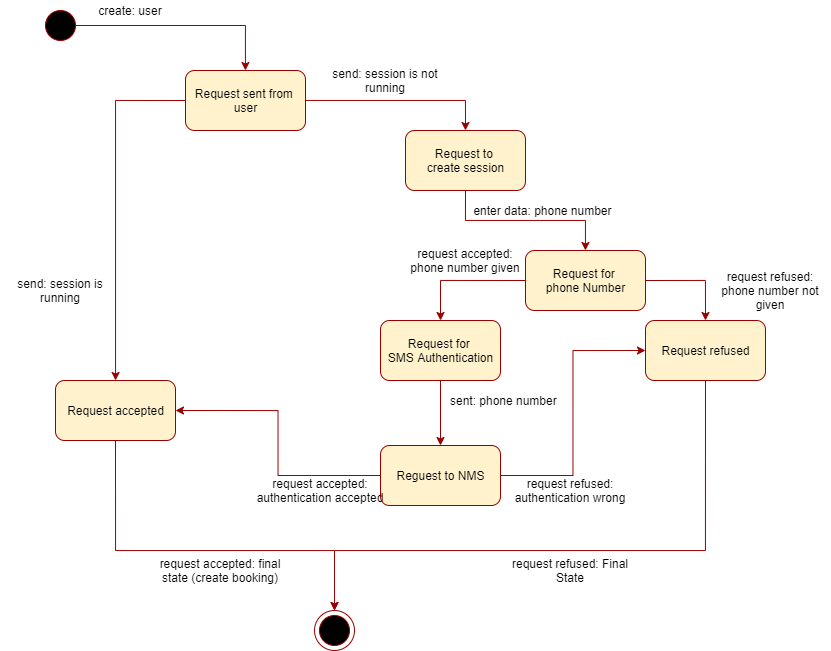 create: user
Request sent from
user
send: session is not
running
Request to
create session
enter data: phone number
request accepted:
phone number given
Request for
phone Number
request refused:
phone number not
given
send: session is
running
Request for
SMS Authentication
Request refused
Request accepted
sent: phone number
Reguest to NMS
request accepted:
authentication accepted
request refused:
authentication wrong
request accepted: final
state (create booking)
request refused: Final
State